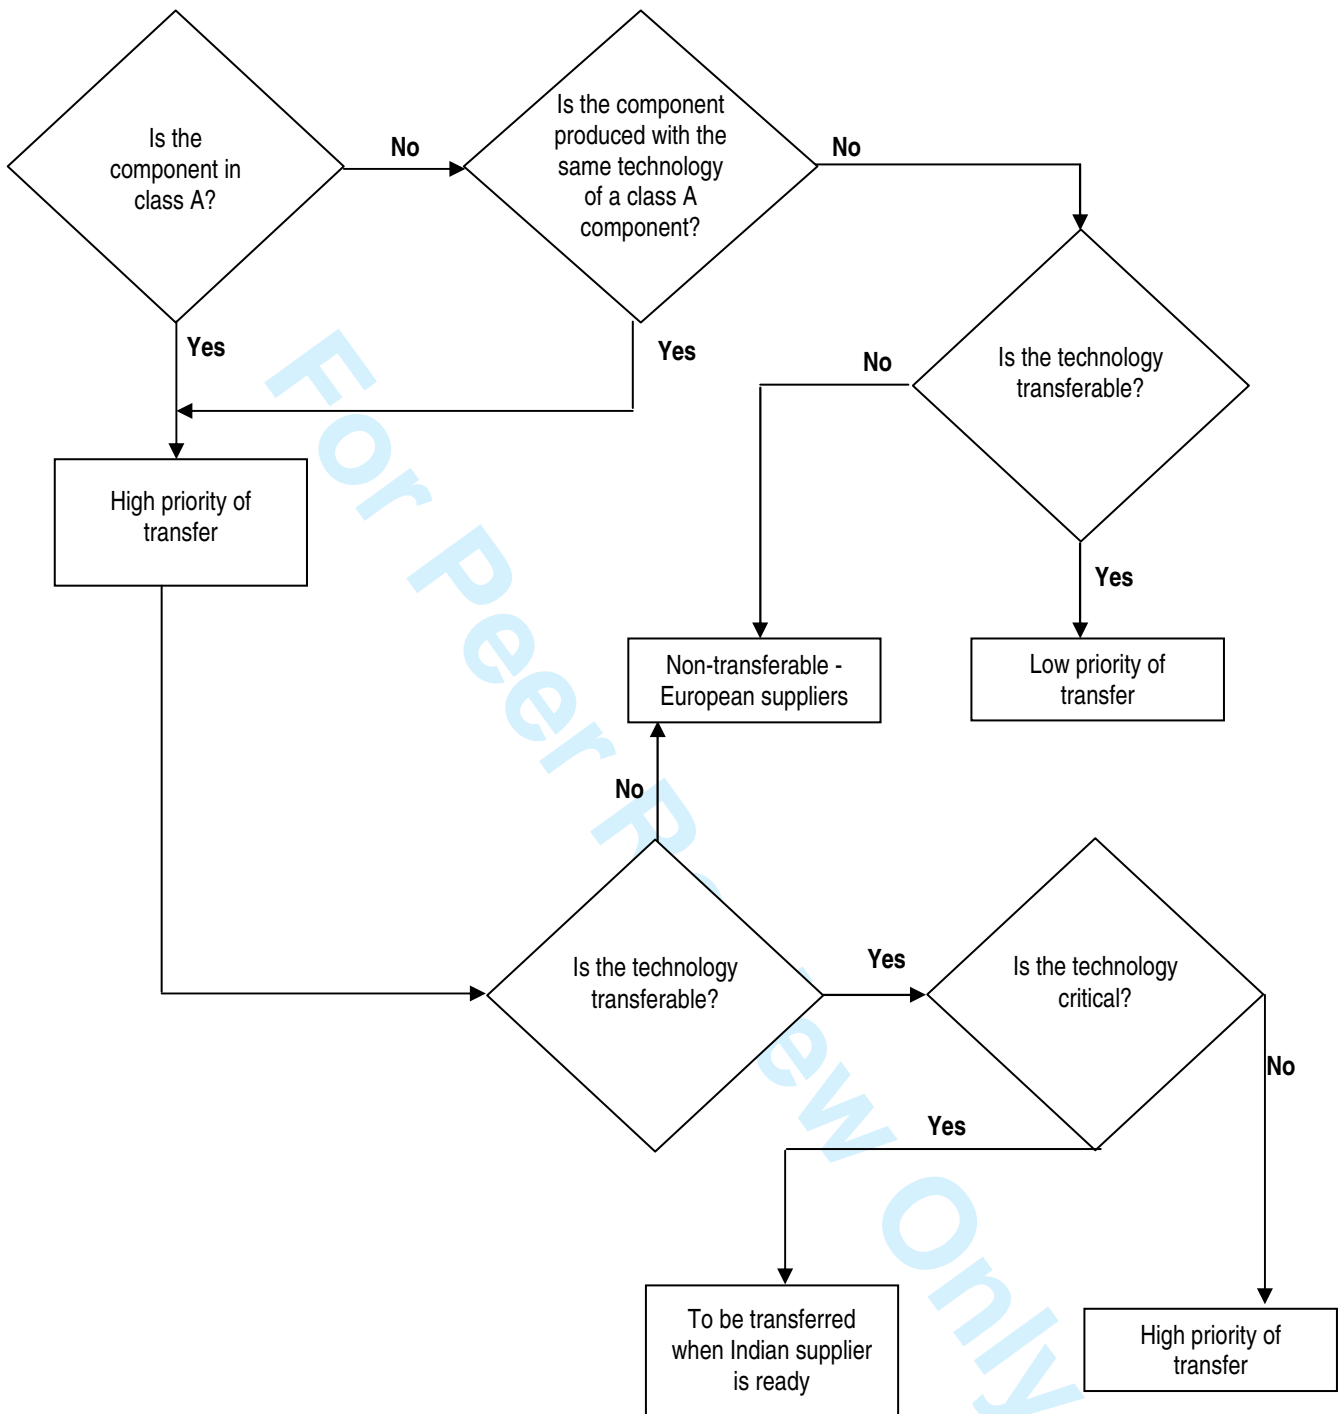 Is the
component in
class A?
No
Is the component
produced with the
same technology
of a class A
component?
No
Yes
Yes
No
Is the technology
transferable?
High priority of
transfer
Yes
Non-transferable -
European suppliers
Low priority of
transfer
No
Is the technology
transferable?
Yes
Is the technology
critical?
No
Yes
To be transferred
when Indian supplier
is ready
High priority of
transfer
For Peer Review Only